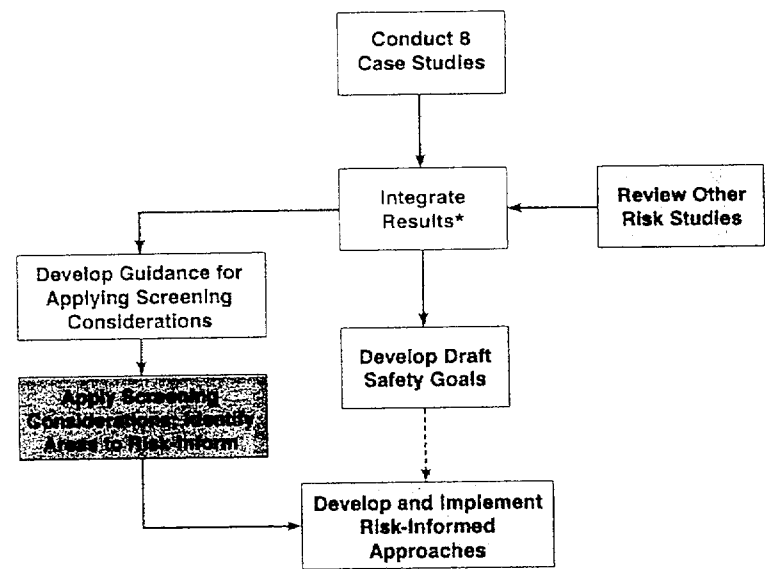 Conduct 8
Case Studies
Integrate
Results*
Review Other
Risk Studies
Develop Guidance for
Applying Screening
Considerations
Develop Draft
Safety Goals
Apply Screening
Considerations; Identify
Areas to Risk-Inform
Develop and Implement
Risk-Informed
Approaches